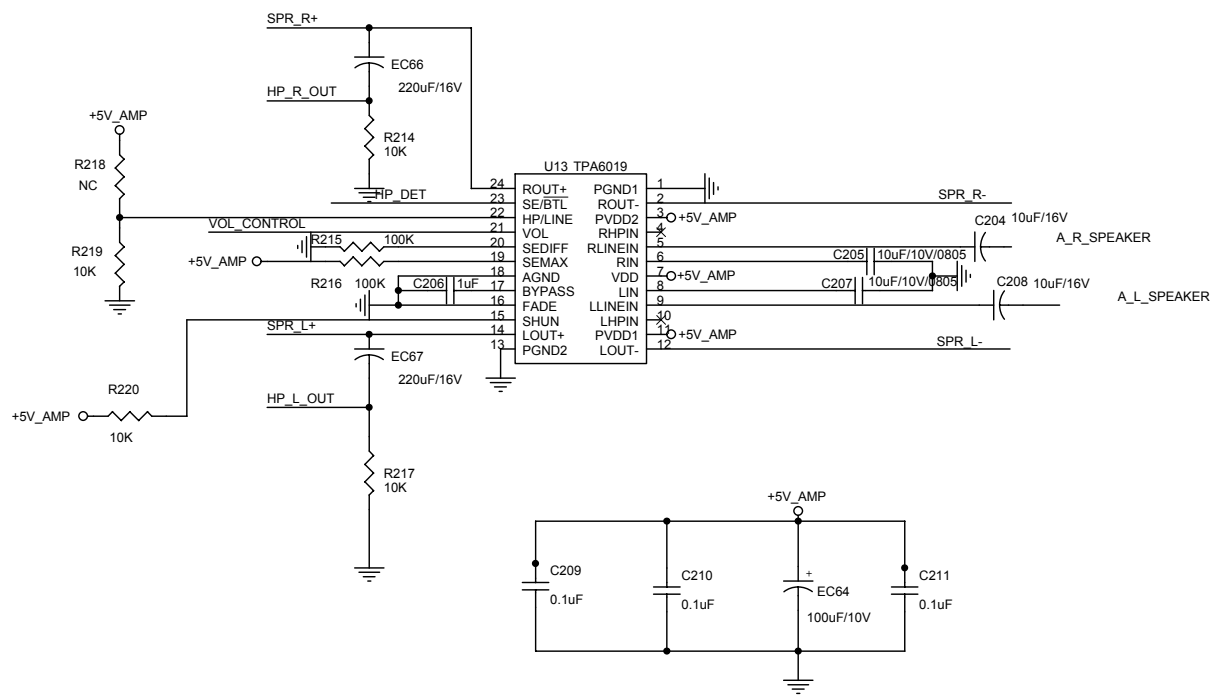 SPR_R+
EC66
220uF/16V
HP_R_OUT
+5V_AMP
R214
10K
R218
NC
U13 TPA6019
24 ROUT+ PGND1 1
HP_DET 23 SE/BTL ROUT- 2 SPR_R-
22 HP/LINE PVDD2 3 +5V_AMP
VOL_CONTROL 21 VOL RHPIN 4
C204 10uF/16V
R215 100K 20 SEDIFF RLINEIN 5 A_R_SPEAKER
R219
10K
+5V_AMP 19 SEMAX RIN 6 C205 10uF/10V/0805
R216 100K
18 AGND VDD 7 +5V_AMP
C206 1uF 17 BYPASS LIN 8 C207 10uF/10V/0805
C208 10uF/16V
16 FADE LLINEIN 9 A_L_SPEAKER
15 SHUN LHPIN 10
SPR_L+ 14 LOUT+ PVDD1 11 +5V_AMP
13 PGND2 LOUT- 12 SPR_L-
EC67
220uF/16V
R220
HP_L_OUT
+5V_AMP
10K
R217
10K
+5V_AMP
C209
0.1uF
C210
0.1uF
+
EC64
100uF/10V
C211
0.1uF